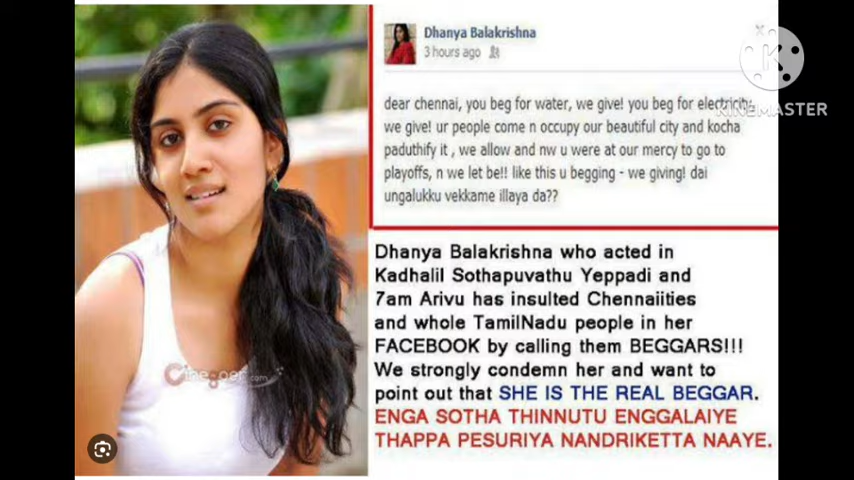 Dhanya Balakrishna
3 hours ago
KINEMASTER
dear chennai, you beg for water, we give! you beg for electricity,
we give! ur people come n occupy our beautiful city and kocha
paduthify it , we allow and nw u were at our mercy to go to
playoffs, n we let be!! like this u begging - we giving! dai
ungalukku vekkame illaya da??
Dhanya Balakrishna who acted in
Kadhalil Sothapuvathu Yeppadi and
7am Arivu has insulted Chennaiities
and whole TamilNadu people in her
FACEBOOK by calling them BEGGARS!!!
We strongly condemn her and want to
point out that SHE IS THE REAL BEGGAR.
ENGA SOTHA THINNUTU ENGGALAIYE
THAPPA PESURIYA NANDRIKETTA NAAYE.
Cinegoer.com